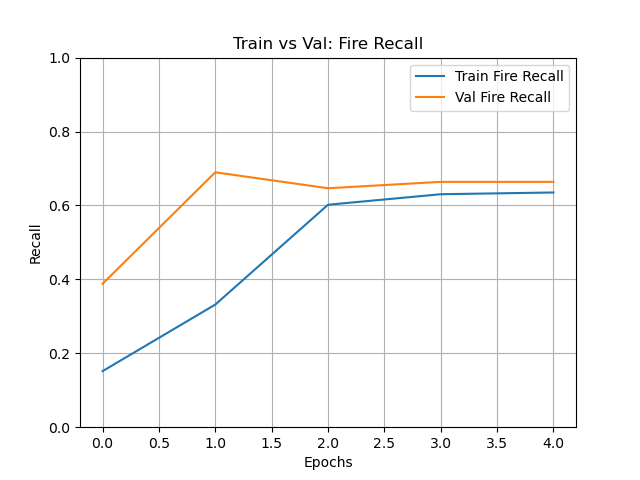 Train vs Val: Fire Recall
Train Fire Recall
Val Fire Recall
Recall
1.0
0.8
0.6
0.4
0.2
0.0
0.0 0.5 1.0 1.5 2.0 2.5 3.0 3.5 4.0
Epochs